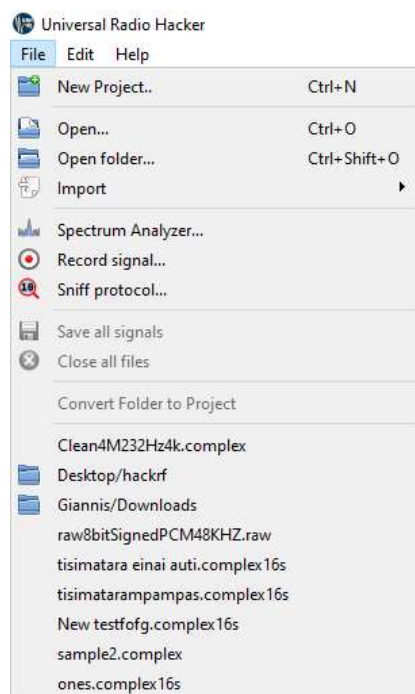 Universal Radio Hacker
File Edit Help
New Project.. Ctrl+N
Open... Ctrl+O
Open folder... Ctrl+Shift+O
Import
Spectrum Analyzer...
Record signal...
Sniff protocol...
Save all signals
Close all files
Convert Folder to Project
Clean4M232Hz4k.complex
Desktop/hackrf
Giannis/Downloads
raw8bitSignedPCM48KHZ.raw
tisimatara einai auti.complex16s
tisimatarampampas.complex16s
New testfofg.complex16s
sample2.complex
ones.complex16s